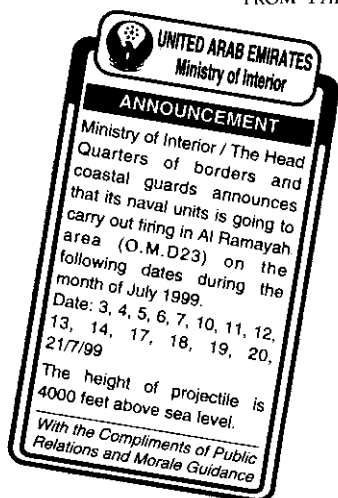 UNITED ARAB EMIRATES
Ministry of Interior
ANNOUNCEMENT
Ministry of Interior / The Head
Quarters of borders and
coastal guards announces
that its naval units is going to
carry out firing in Al Ramayah
area (O.M.D23) on the
following dates during the
month of July 1999.
Date: 3, 4, 5, 6, 7, 10, 11, 12,
13, 14, 17, 18, 19, 20,
21/7/99
The height of projectile is
4000 feet above sea level.
With the Compliments of Public
Relations and Morale Guidance